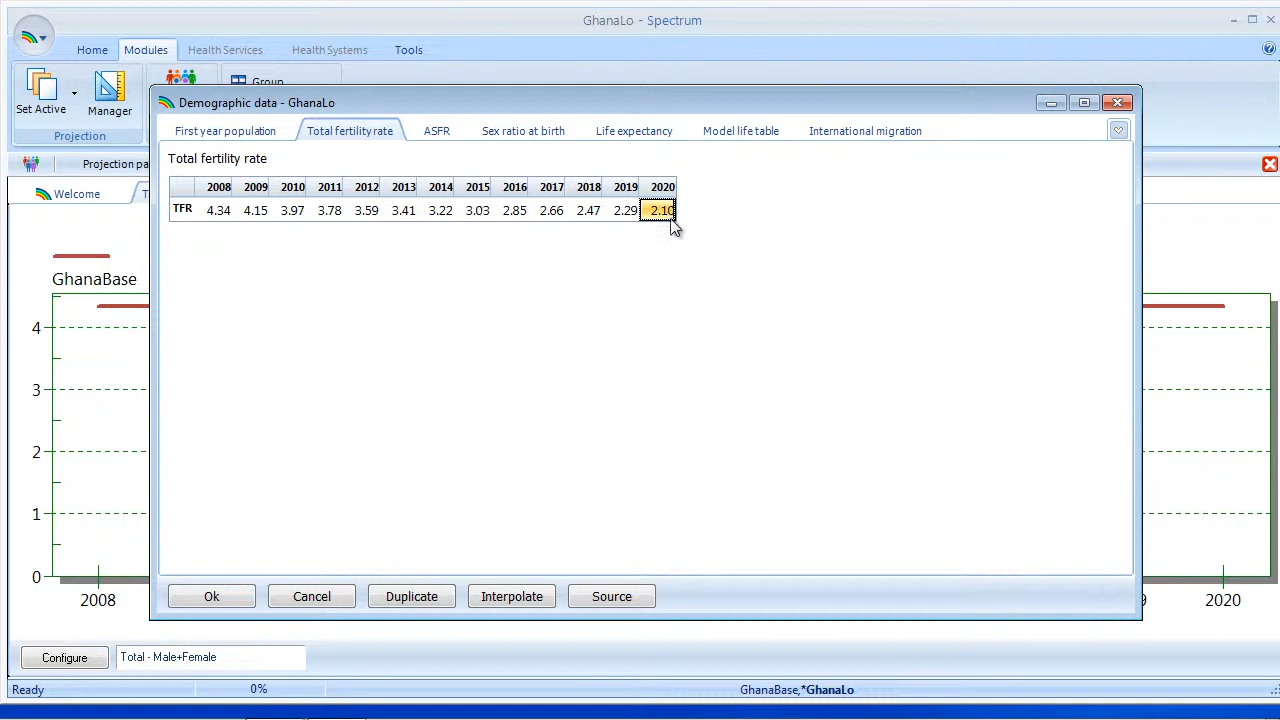 GhanaLo - Spectrum
Home Modules Health Services Health Systems Tools
Set Active Manager Group
Projection
Demographic data - GhanaLo
First year population Total fertility rate ASFR Sex ratio at birth Life expectancy Model life table International migration
Projection pa
Total fertility rate
2008 2009 2010 2011 2012 2013 2014 2015 2016 2017 2018 2019 2020
TFR 4.34 4.15 3.97 3.78 3.59 3.41 3.22 3.03 2.85 2.66 2.47 2.29 2.10
Welcome T
GhanaBase
4
3
2
1
0
2008 9 2020
Ok Cancel Duplicate Interpolate Source
Configure Total - Male+Female
Ready 0% GhanaBase,*GhanaLo